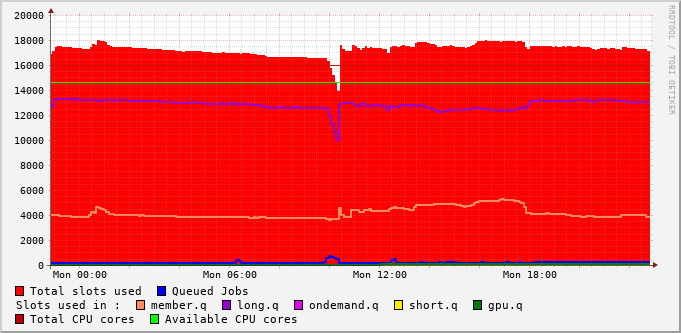 20000
18000
16000
14000
12000
10000
8000
6000
4000
2000
0
Mon 00:00 Mon 06:00 Mon 12:00 Mon 18:00
RRDTOOL / TOBI OETIKER
Total slots used Queued Jobs
Slots used in : member.q long.q ondemand.q short.q gpu.q
Total CPU cores Available CPU cores